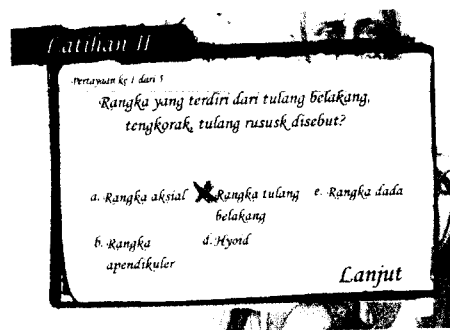 Latihan II
Pertayaan ke 1 dari 5
Rangka yang terdiri dari tulang belakang,
tengkorak, tulang rususk disebut?
a. Rangka aksial
Rangka tulang
belakang
e. Rangka dada
b. Rangka
apendikuler
d. Hyoid
Lanjut